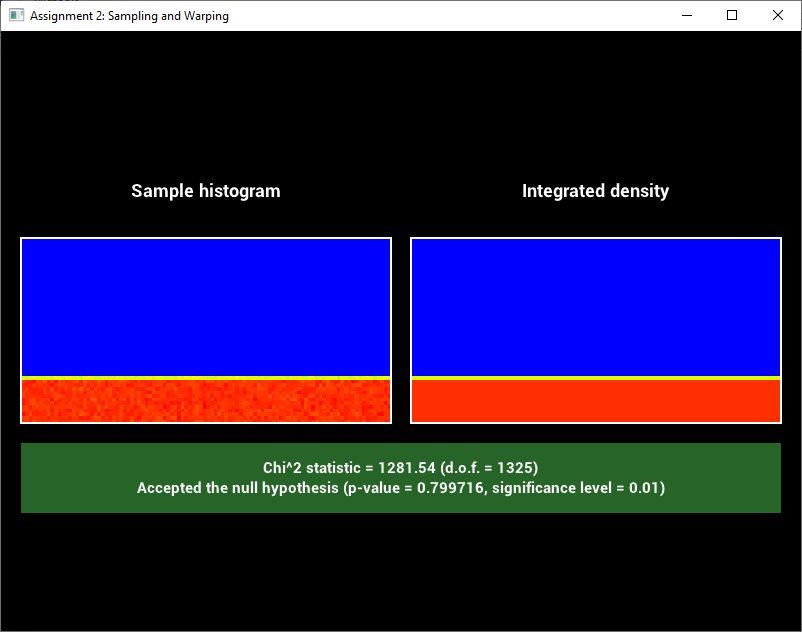 Assignment 2: Sampling and Warping
Sample histogram
Integrated density
Chi^2 statistic = 1281.54 (d.o.f. = 1325)
Accepted the null hypothesis (p-value = 0.799716, significance level = 0.01)